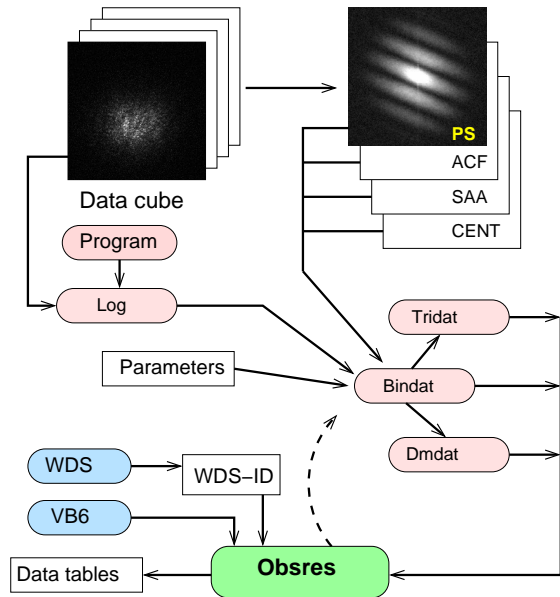 PS
ACF
SAA
CENT
Data cube
Program
Log
Tridat
Parameters
Bindat
Dmdat
WDS
WDS−ID
VB6
Obsres
Data tables